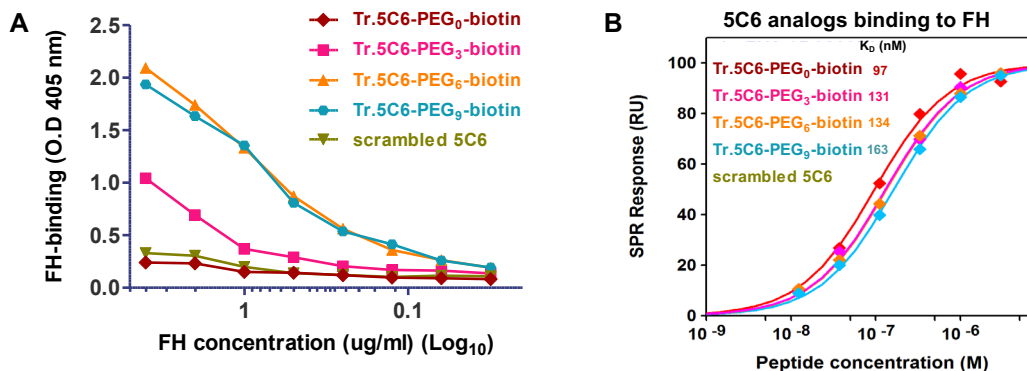 A
FH-binding (O.D 405 nm)
2.5
2.0
1.5
1.0
0.5
0.0
Tr.5C6-PEG₀-biotin
Tr.5C6-PEG₃-biotin
Tr.5C6-PEG₆-biotin
Tr.5C6-PEG₉-biotin
scrambled 5C6
1 0.1
FH concentration (ug/ml) (Log₁₀)
B
5C6 analogs binding to FH
SPR Response (RU)
100
80
60
40
20
0
K_D (nM)
Tr.5C6-PEG₀-biotin 97
Tr.5C6-PEG₃-biotin 131
Tr.5C6-PEG₆-biotin 134
Tr.5C6-PEG₉-biotin 163
scrambled 5C6
10⁻⁹ 10⁻⁸ 10⁻⁷ 10⁻⁶
Peptide concentration (M)